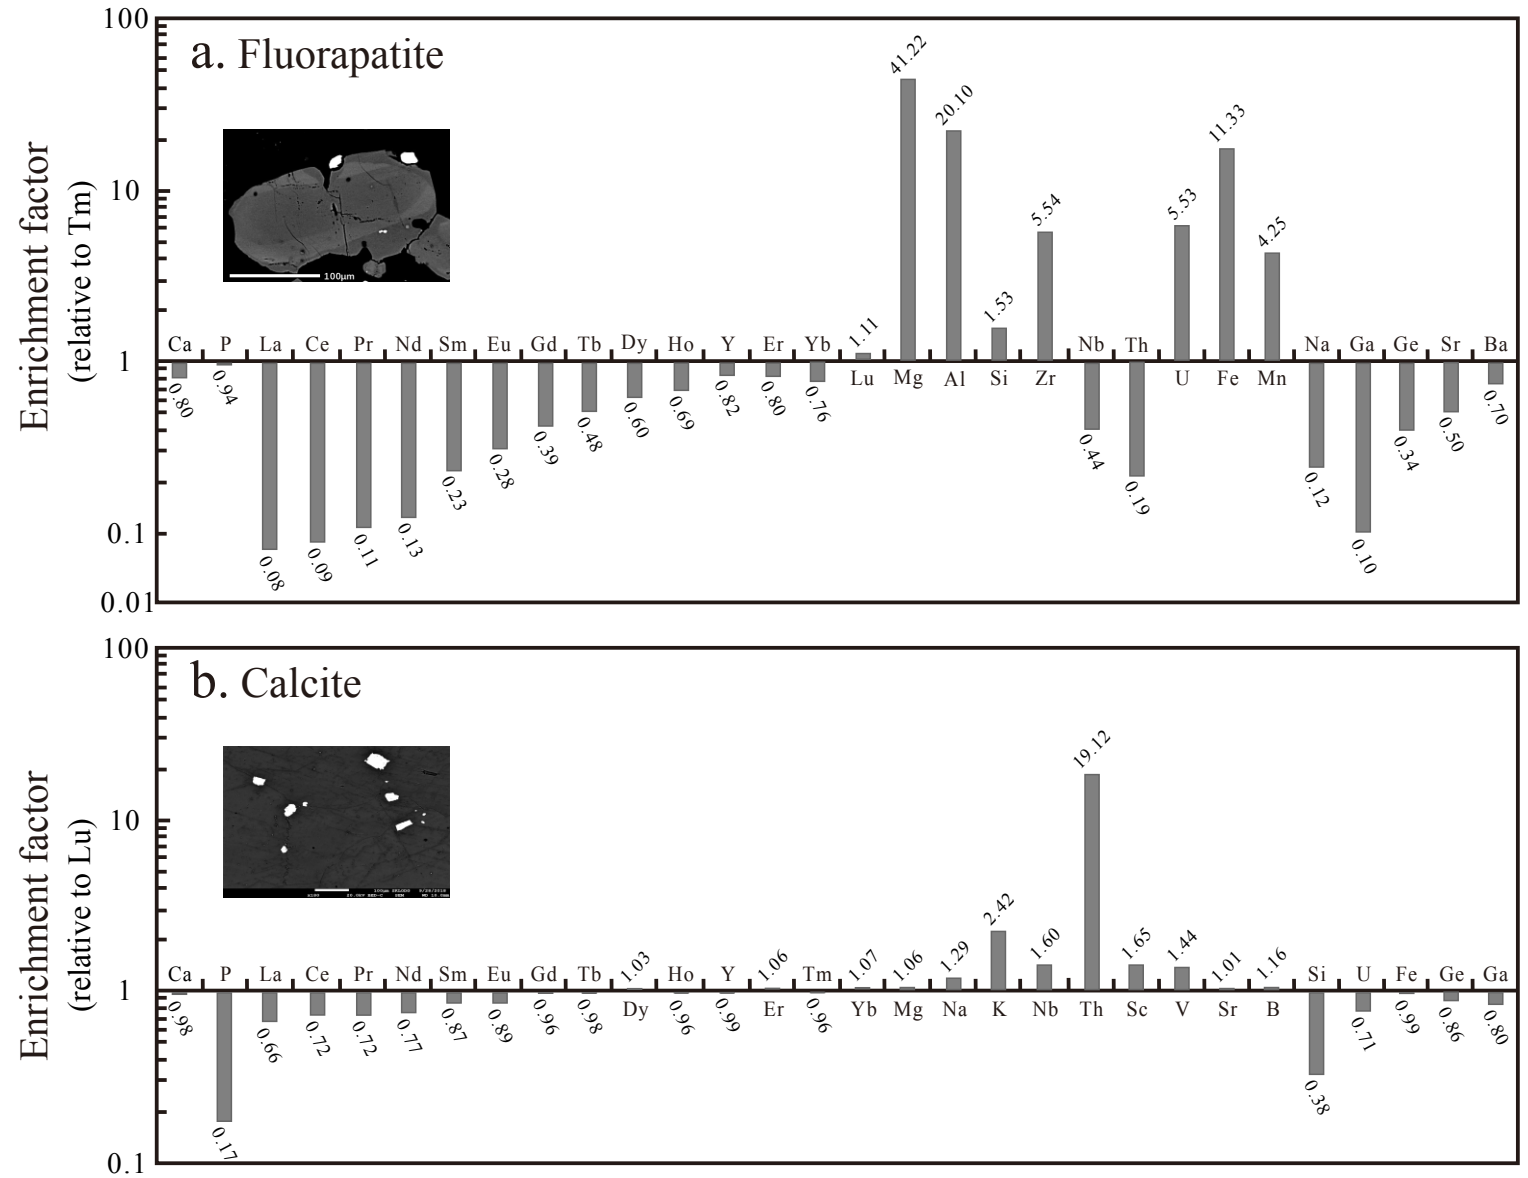 100
a. Fluorapatite
41.22
20.10
11.33
10
5.54
5.53
4.25
100μm
1.53
1.11
Ca P La Ce Pr Nd Sm Eu Gd Tb Dy Ho Y Er Yb Nb Th Na Ga Ge Sr Ba
1
Lu Mg Al Si Zr U Fe Mn
0.80 0.94 0.08 0.09 0.11 0.13 0.23 0.28 0.39 0.48 0.60 0.69 0.82 0.80 0.76 0.44 0.19 0.12 0.10 0.34 0.50 0.70
0.1
0.01
Enrichment factor
(relative to Tm)
100
b. Calcite
19.12
10
2.42
1.03 1.06 1.07 1.06 1.29 1.60 1.65 1.44 1.01 1.16
Ca P La Ce Pr Nd Sm Eu Gd Tb Ho Y Tm Si U Fe Ge Ga
1
Dy Er Yb Mg Na K Nb Th Sc V Sr B
0.98 0.17 0.66 0.72 0.72 0.77 0.87 0.89 0.96 0.98 0.96 0.99 0.96 0.38 0.71 0.99 0.86 0.80
0.1
Enrichment factor
(relative to Lu)